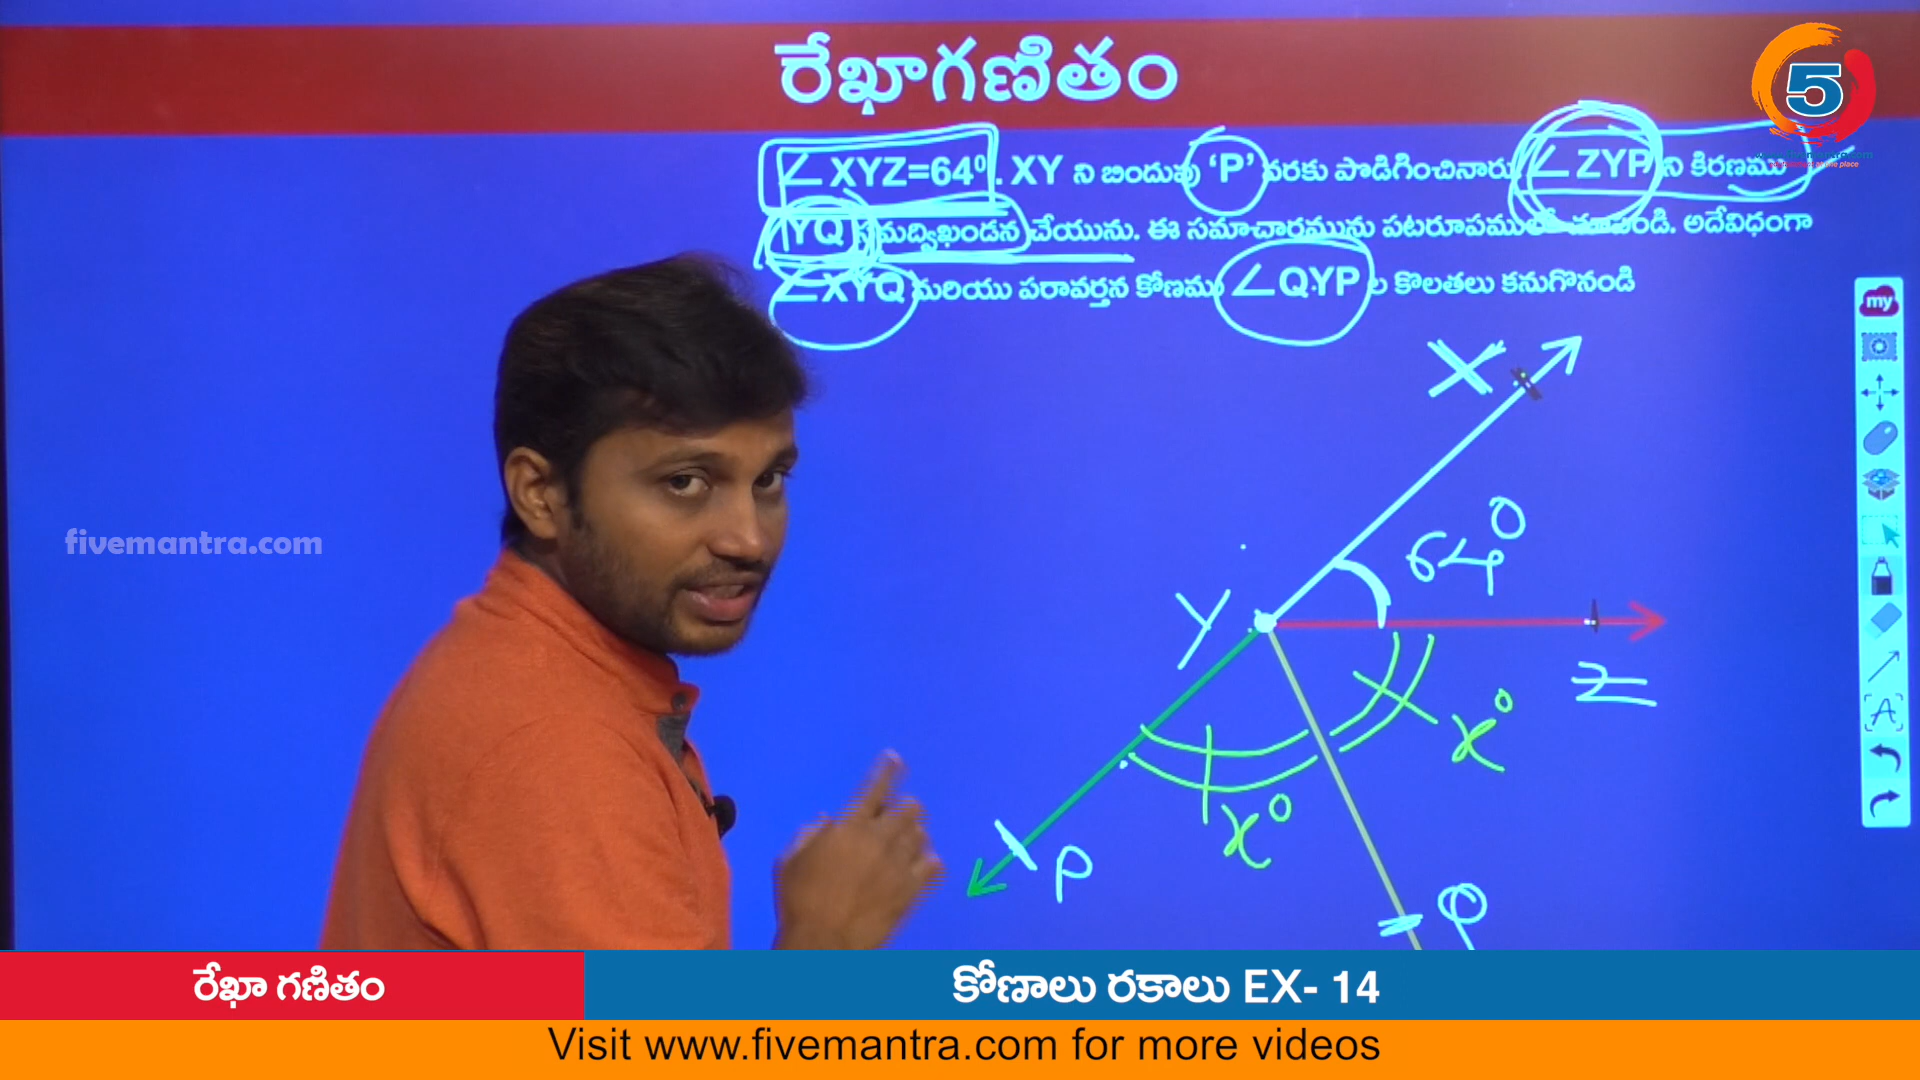 రేఖాగణితం
5
∠XYZ=64⁰. XY ని బిందువు ‘P’ వరకు పొడిగించినారు. ∠ZYP ని కిరణము
YQ సమద్విఖండన చేయును. ఈ సమాచారమును పటరూపములో చూపండి. అదేవిధంగా
∠XYQ మరియు పరావర్తన కోణము ∠QYP ల కొలతలు కనుగొనండి
my
X
64⁰
fivemantra.com
Y
Z
x⁰
x⁰
P
Q
A
రేఖా గణితం
కోణాలు రకాలు EX- 14
Visit www.fivemantra.com for more videos